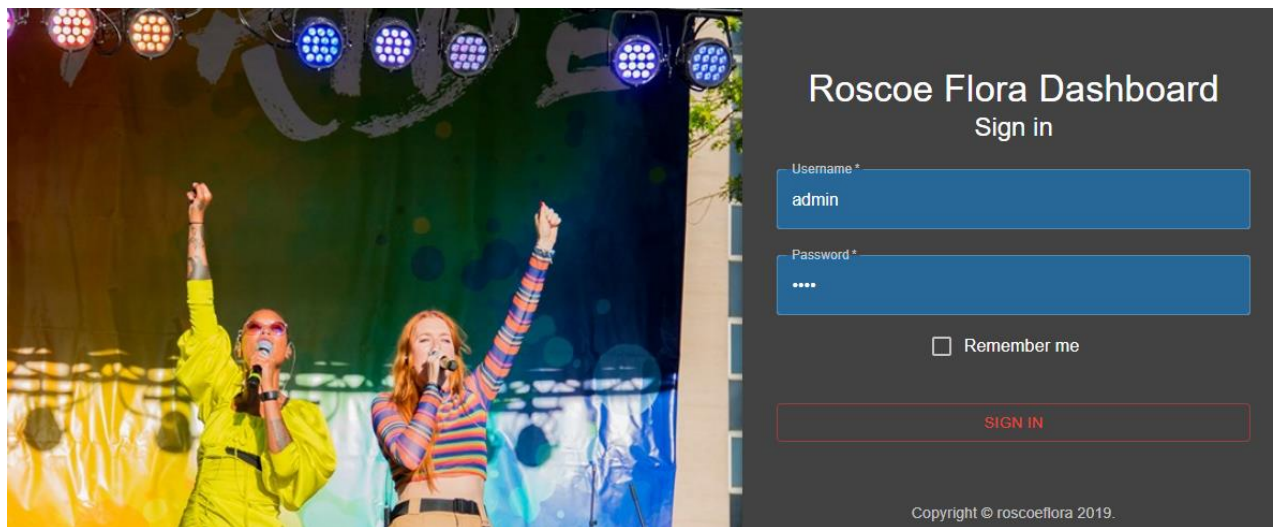 Roscoe Flora Dashboard
Sign in
Username *
admin
Password *
••••
Remember me
SIGN IN
Copyright © roscoeflora 2019.